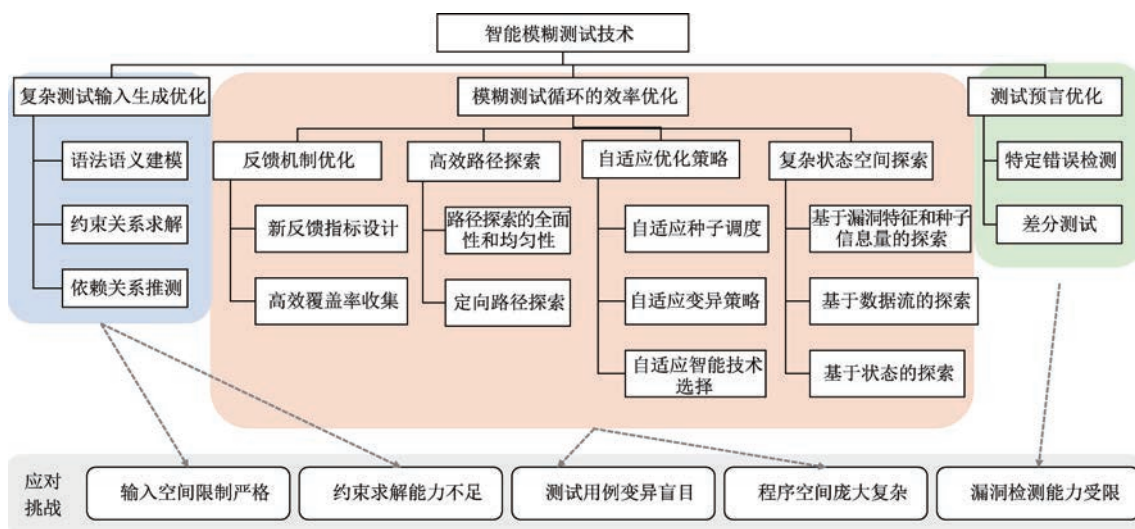 智能模糊测试技术
复杂测试输入生成优化
语法语义建模
约束关系求解
依赖关系推测
模糊测试循环的效率优化
反馈机制优化
新反馈指标设计
高效覆盖率收集
高效路径探索
路径探索的全面
性和均匀性
定向路径探索
自适应优化策略
自适应种子调度
自适应变异策略
自适应智能技术
选择
复杂状态空间探索
基于漏洞特征和种子
信息量的探索
基于数据流的探索
基于状态的探索
测试预言优化
特定错误检测
差分测试
应对
挑战
输入空间限制严格
约束求解能力不足
测试用例变异盲目
程序空间庞大复杂
漏洞检测能力受限